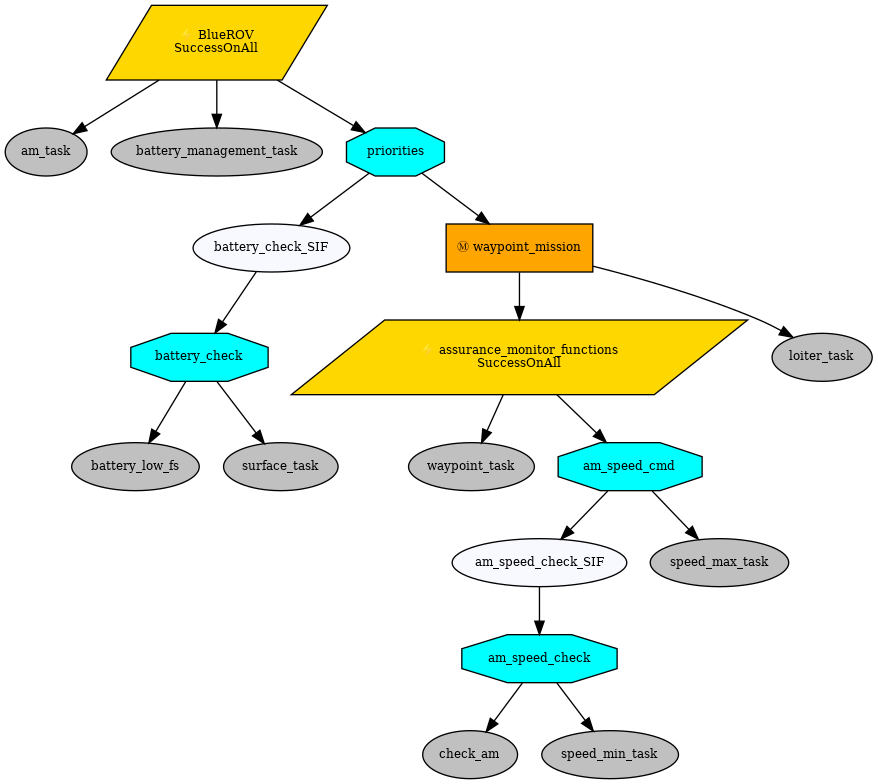 BlueROV
SuccessOnAll
am_task
battery_management_task
priorities
battery_check_SIF
Ⓜ waypoint_mission
battery_check
assurance_monitor_functions
SuccessOnAll
loiter_task
battery_low_fs
surface_task
waypoint_task
am_speed_cmd
am_speed_check_SIF
speed_max_task
am_speed_check
check_am
speed_min_task